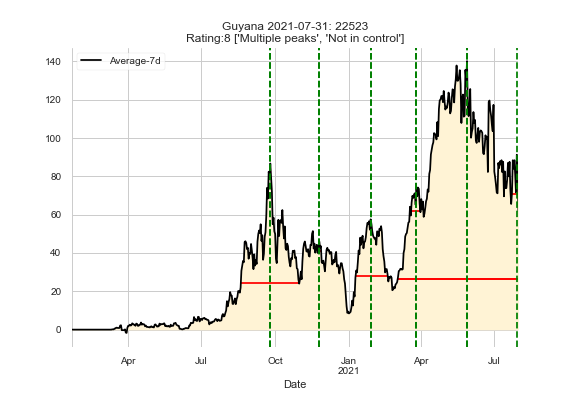 Guyana 2021-07-31: 22523
Rating:8 ['Multiple peaks', 'Not in control']
Average-7d
140
120
100
80
60
40
20
0
Apr
Jul
Oct
Jan
2021
Apr
Jul
Date